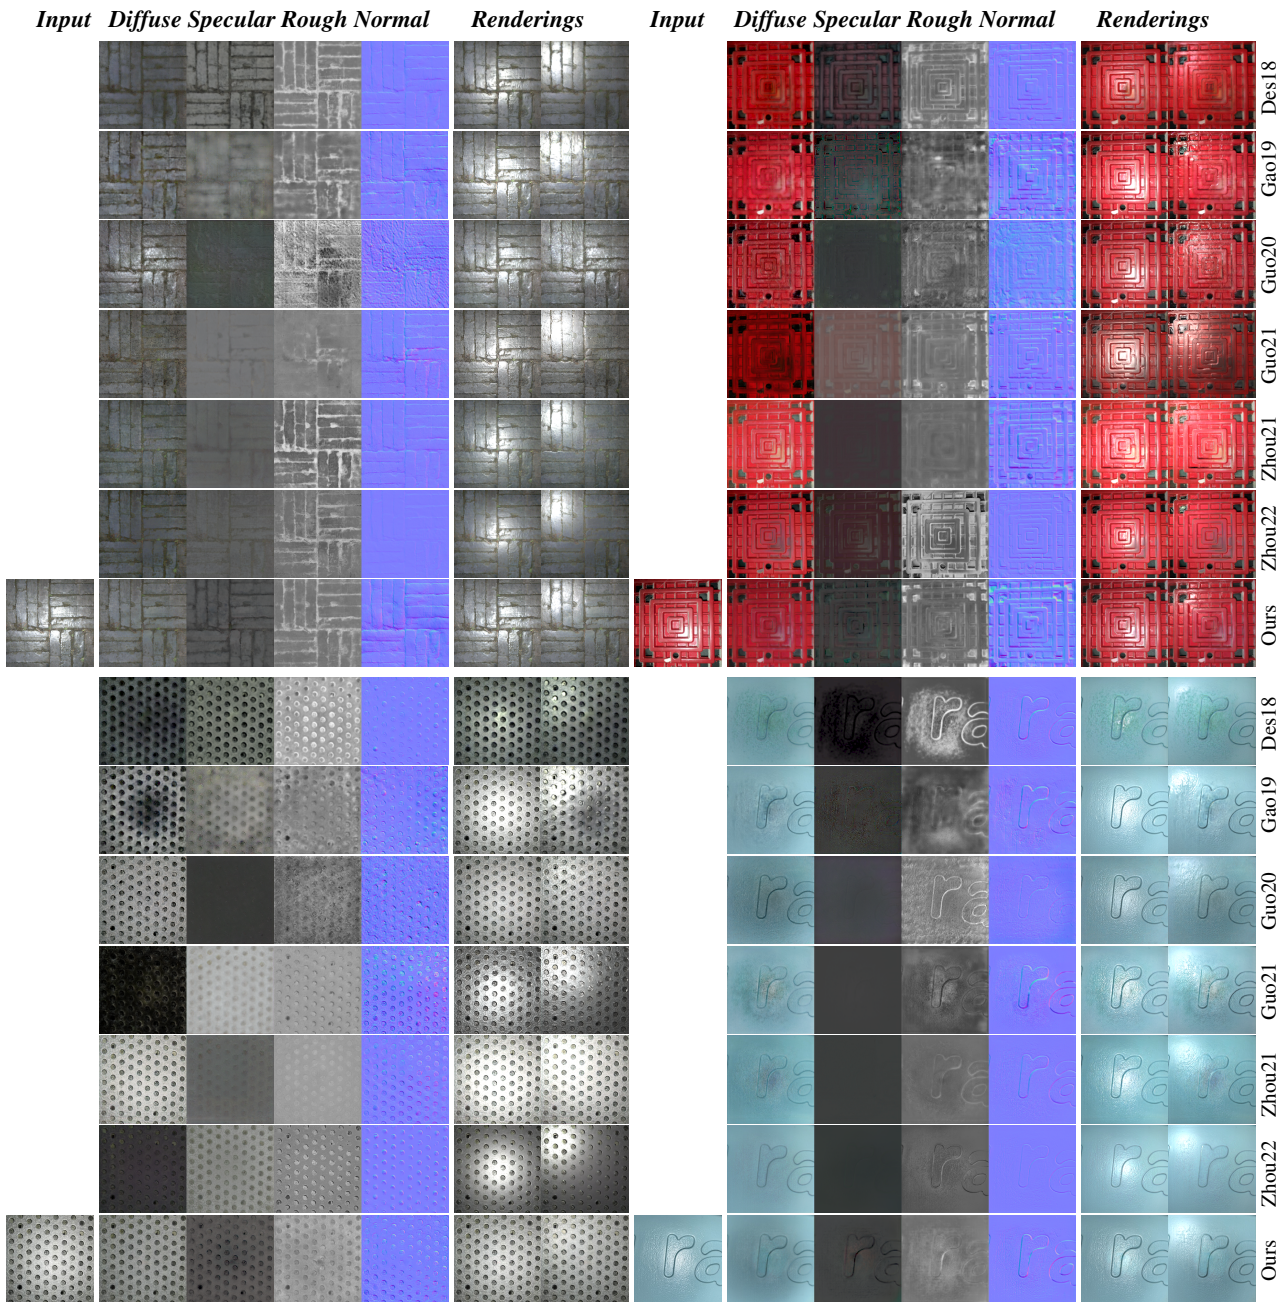 Input Diffuse Specular Rough Normal Renderings Input Diffuse Specular Rough Normal Renderings
Des18
Gao19
Guo20
Guo21
Zhou21
Zhou22
Ours
Des18
Gao19
Guo20
Guo21
Zhou21
Zhou22
Ours